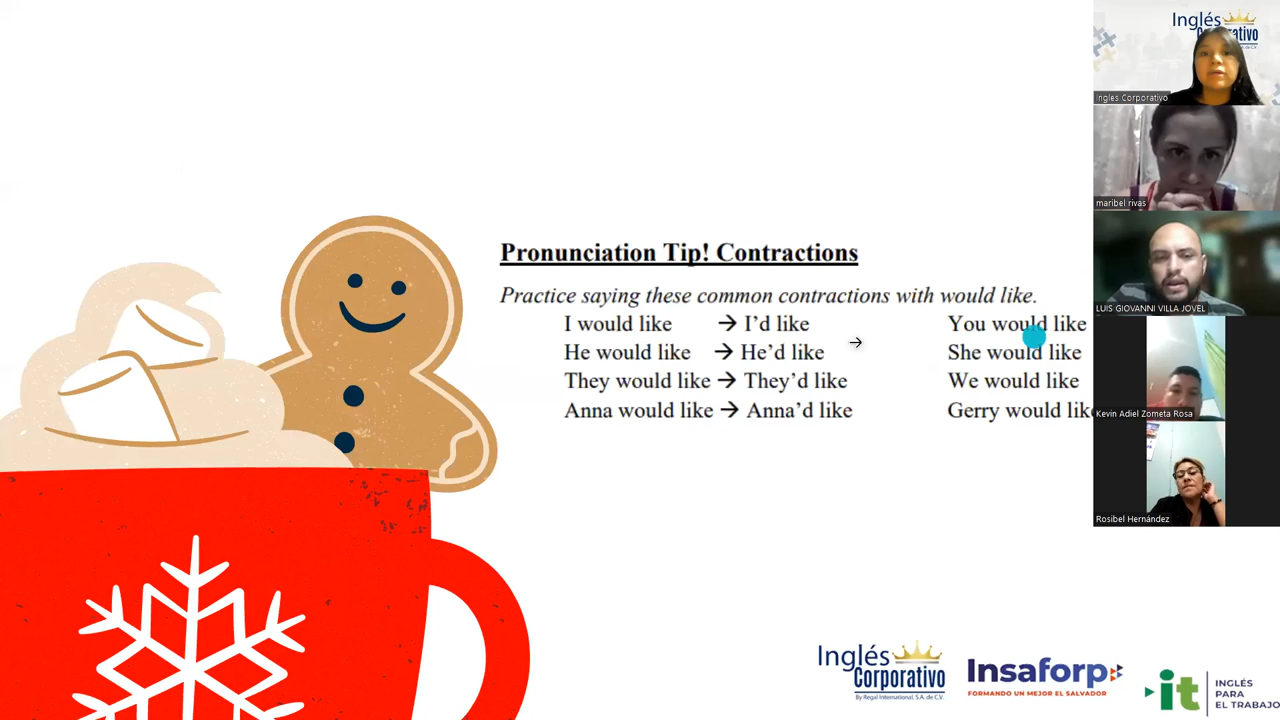 Pronunciation Tip! Contractions
Practice saying these common contractions with would like.
I would like → I'd like You would like
He would like → He'd like → She would like
They would like → They'd like We would like
Anna would like → Anna'd like Gerry would like
Inglés
Corporativo
By Regal International, S.A. de C.V.
Insaforp
FORMANDO UN MEJOR EL SALVADOR
it
INGLÉS
PARA
EL TRABAJO
Inglés
Ingles Corporativo
maribel rivas
LUIS GIOVANNI VILLA JOVEL
Kevin Adiel Zometa Rosa
Rosibel Hernández